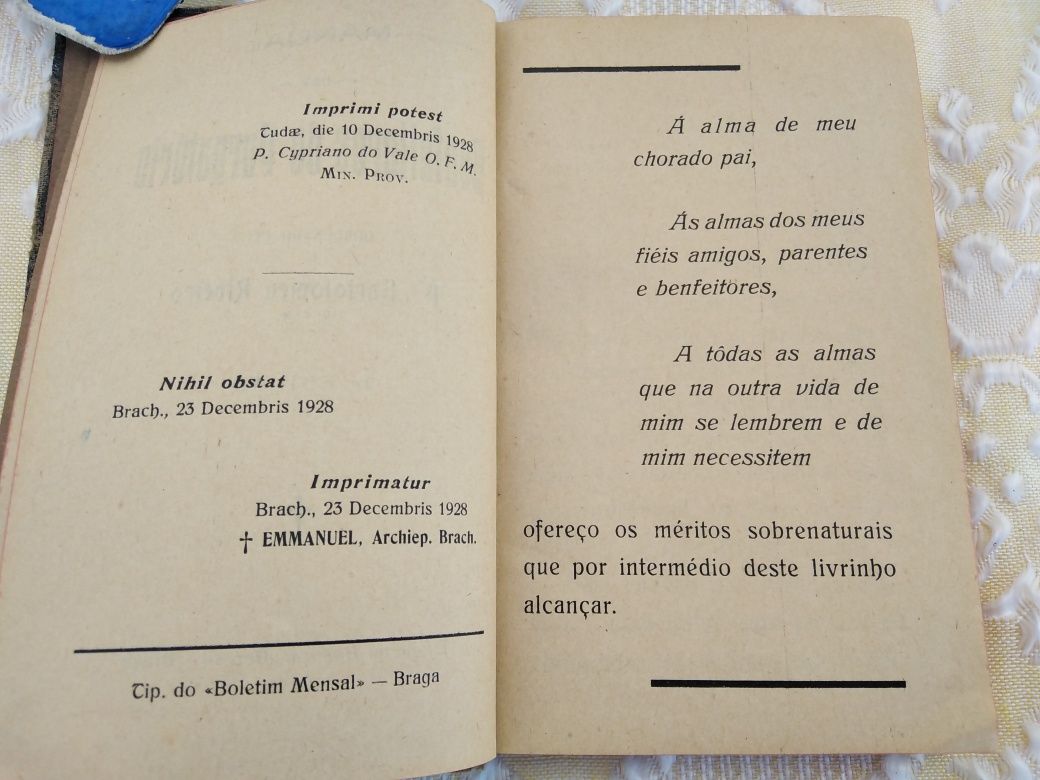 Imprimi potest
Tudæ, die 10 Decembris 1928
P. Cypriano do Vale O. F. M.
Min. Prov.
Nihil obstat
Brach., 23 Decembris 1928
Imprimatur
Brach., 23 Decembris 1928
† EMMANUEL, Archiep. Brach.
Tip. do «Boletim Mensal» — Braga
Á alma de meu
chorado pai,
Ás almas dos meus
fiéis amigos, parentes
e benfeitores,
A tôdas as almas
que na outra vida de
mim se lembrem e de
mim necessitem
ofereço os méritos sobrenaturais
que por intermédio deste livrinho
alcançar.